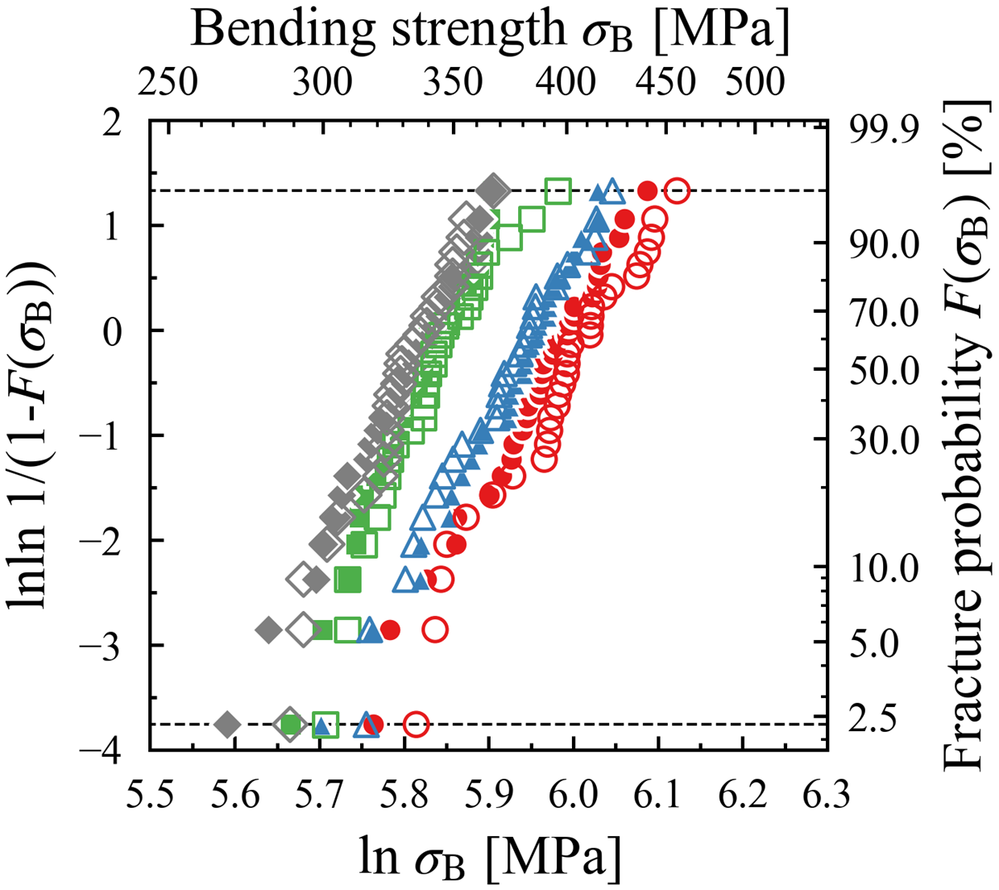 Bending strength σB [MPa]
250 300 350 400 450 500
2
1
0
−1
−2
−3
−4
lnln 1/(1-F(σB))
99.9
90.0
70.0
50.0
30.0
10.0
5.0
2.5
Fracture probability F(σB) [%]
5.5 5.6 5.7 5.8 5.9 6.0 6.1 6.2 6.3
ln σB [MPa]